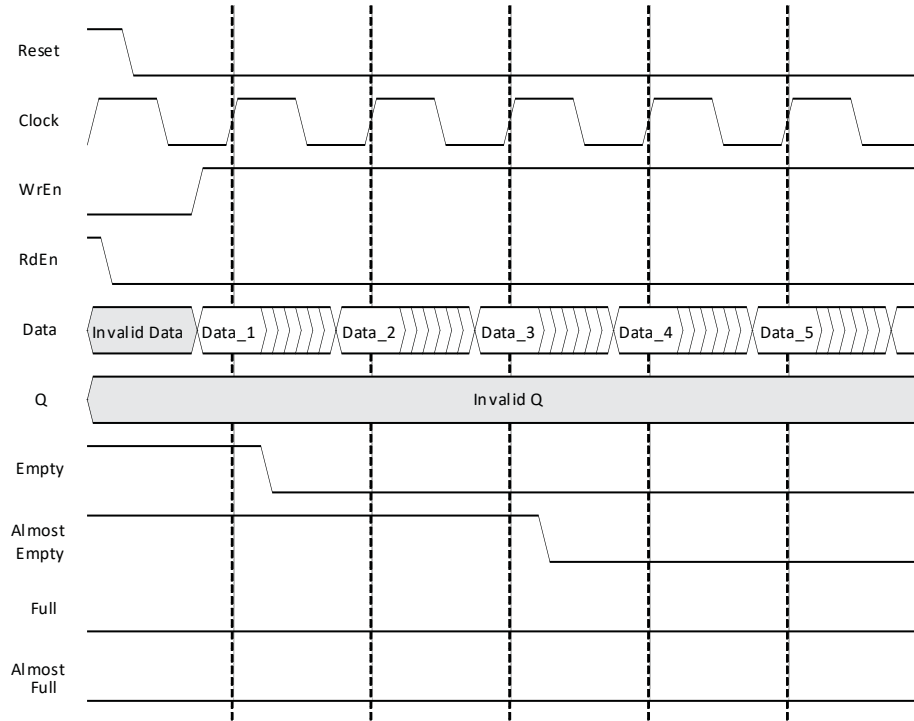 Reset
Clock
WrEn
RdEn
Data
Invalid Data
Data_1
Data_2
Data_3
Data_4
Data_5
Q
Invalid Q
Empty
Almost
Empty
Full
Almost
Full